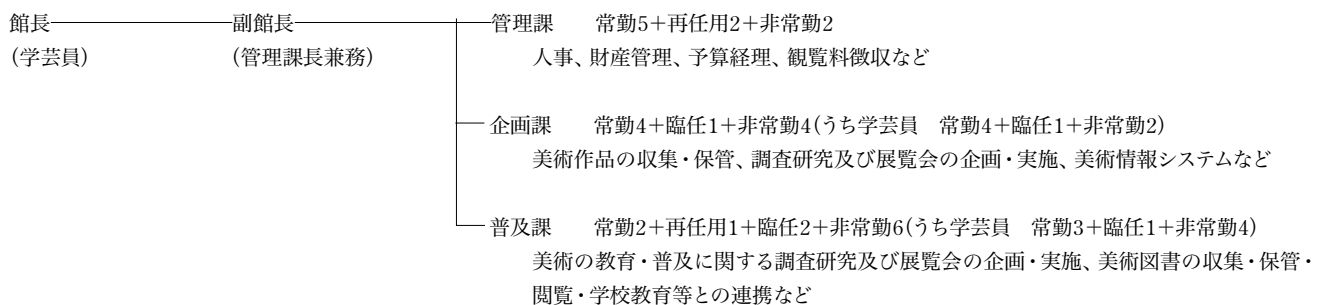 館長 副館長 管理課 常勤5+再任用2+非常勤2
(学芸員) (管理課長兼務) 人事、財産管理、予算経理、観覧料徴収など
企画課 常勤4+臨任1+非常勤4(うち学芸員 常勤4+臨任1+非常勤2)
美術作品の収集・保管、調査研究及び展覧会の企画・実施、美術情報システムなど
普及課 常勤2+再任用1+臨任2+非常勤6(うち学芸員 常勤3+臨任1+非常勤4)
美術の教育・普及に関する調査研究及び展覧会の企画・実施、美術図書の収集・保管・
閲覧・学校教育等との連携など